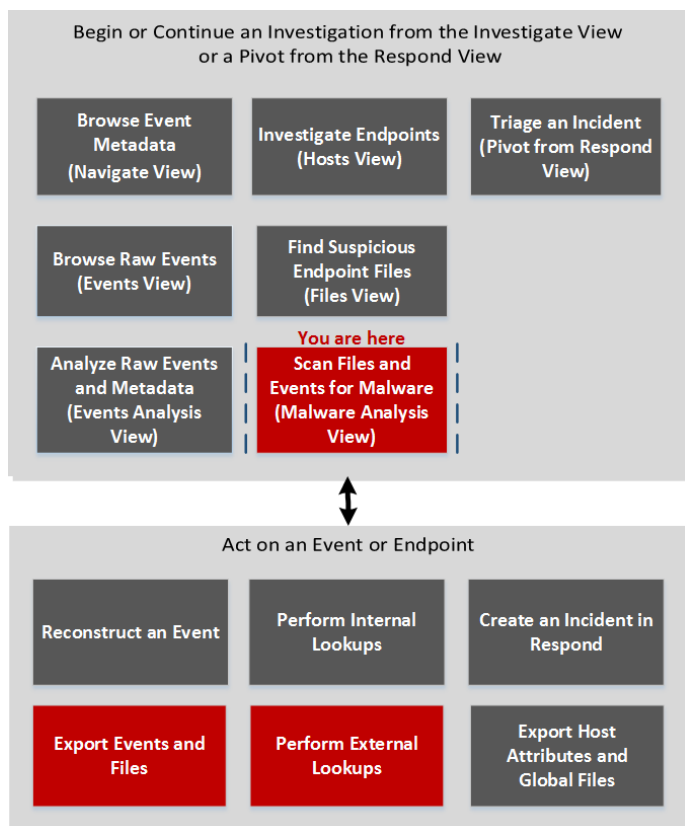 Begin or Continue an Investigation from the Investigate View
or a Pivot from the Respond View
Browse Event
Metadata
(Navigate View)
Investigate Endpoints
(Hosts View)
Triage an Incident
(Pivot from Respond
View)
Browse Raw Events
(Events View)
Find Suspicious
Endpoint Files
(Files View)
Analyze Raw Events
and Metadata
(Events Analysis
View)
You are here
Scan Files and
Events for Malware
(Malware Analysis
View)
Act on an Event or Endpoint
Reconstruct an Event
Perform Internal
Lookups
Create an Incident in
Respond
Export Events and
Files
Perform External
Lookups
Export Host
Attributes and
Global Files